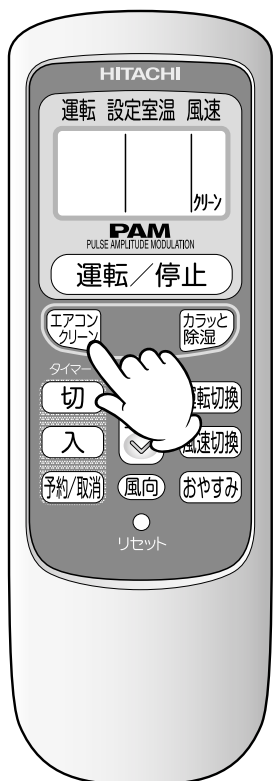 HITACHI
運転 設定室温 風速
クリーン
PAM
PULSE AMPLITUDE MODULATION
運転／停止
エアコン
クリーン
カラッと
除湿
タイマー
切
転切換
入
風速切換
予約/取消
風向
おやすみ
リセット